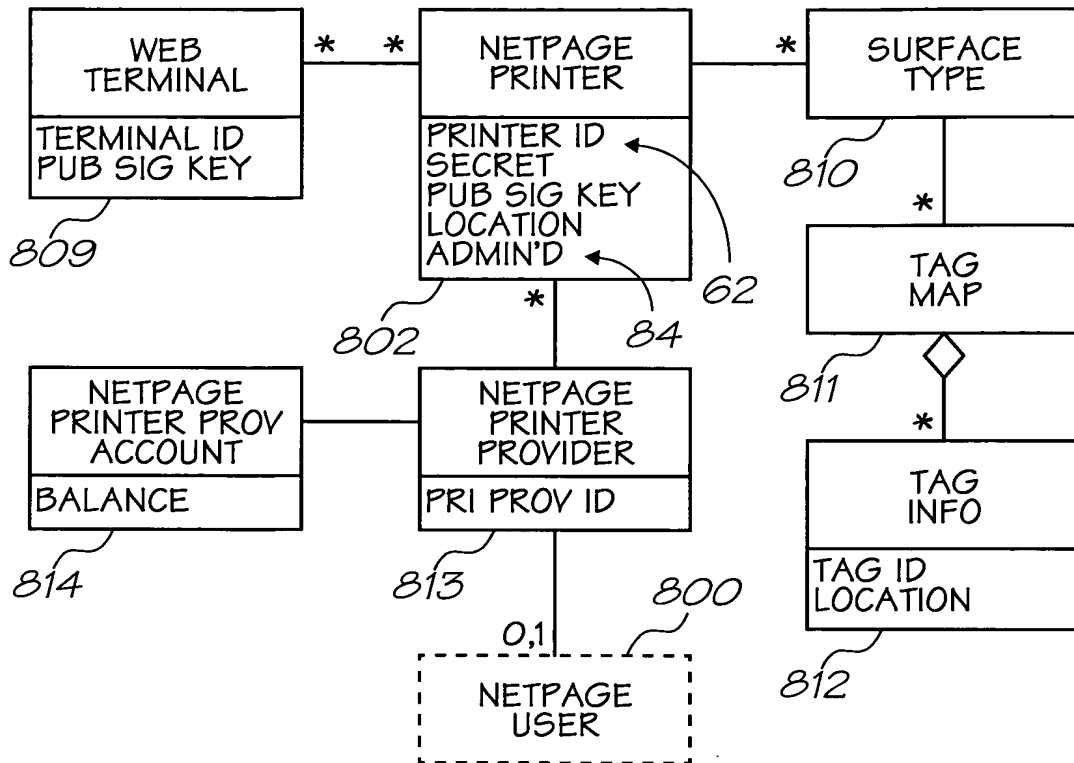 WEB
TERMINAL
TERMINAL ID
PUB SIG KEY
809
*
*
NETPAGE
PRINTER
PRINTER ID
SECRET
PUB SIG KEY
LOCATION
ADMIN'D
62
84
802
*
*
SURFACE
TYPE
810
*
TAG
MAP
811
*
TAG
INFO
TAG ID
LOCATION
812
NETPAGE
PRINTER PROV
ACCOUNT
BALANCE
814
NETPAGE
PRINTER
PROVIDER
PRI PROV ID
813
800
0,1
NETPAGE
USER